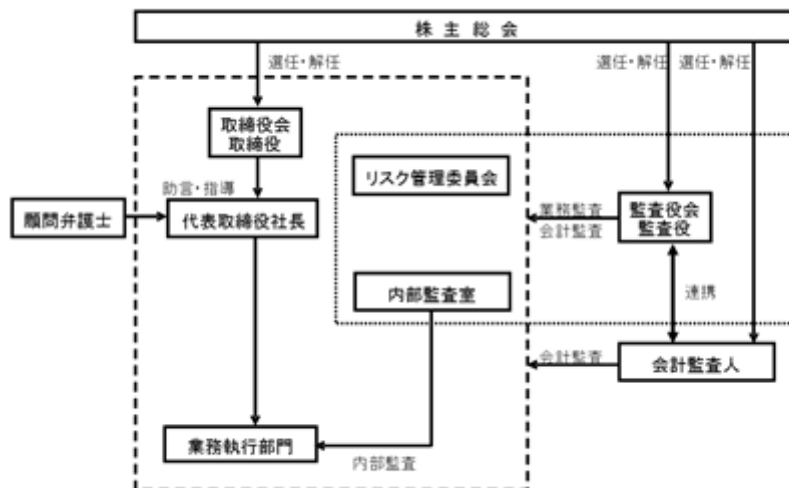 株主総会
選任・解任
選任・解任 選任・解任
取締役会
取締役
リスク管理委員会
助言・指導
顧問弁護士
代表取締役社長
業務監査
会計監査
監査役会
監査役
内部監査室
連携
会計監査
会計監査人
業務執行部門
内部監査